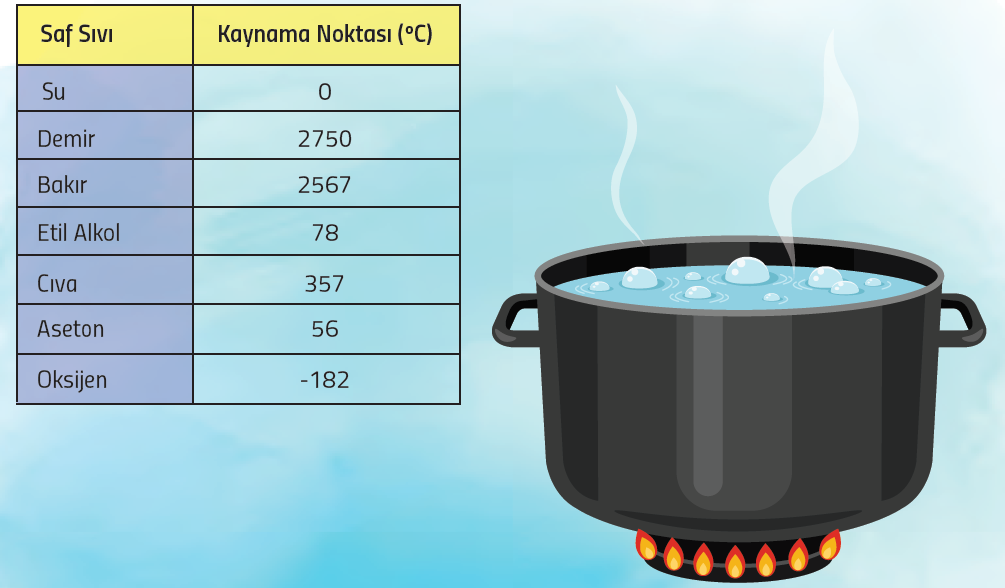 Saf Sıvı Kaynama Noktası (°C)
Su 0
Demir 2750
Bakır 2567
Etil Alkol 78
Cıva 357
Aseton 56
Oksijen -182